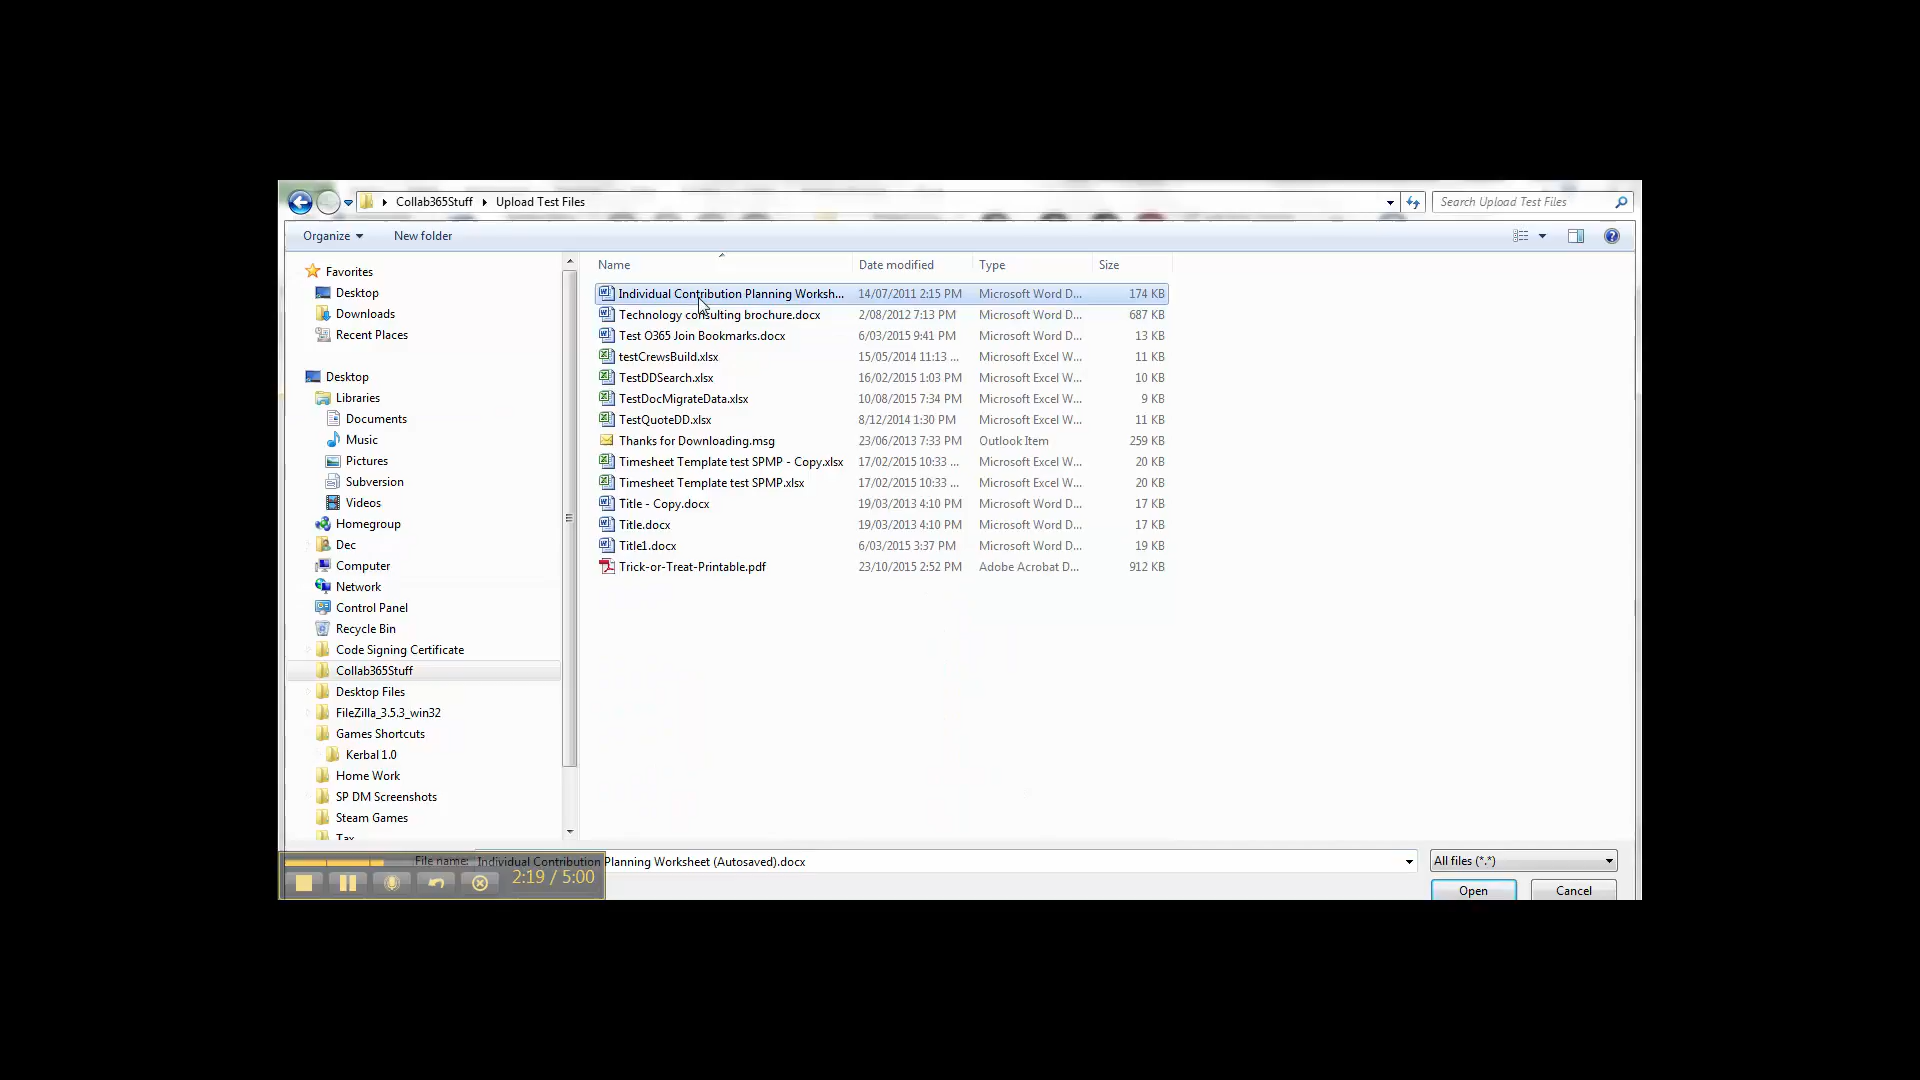 Collab365Stuff Upload Test Files Search Upload Test Files
Organize New folder
Name Date modified Type Size
Favorites
Desktop
Downloads
Recent Places
Desktop
Libraries
Documents
Music
Pictures
Subversion
Videos
Homegroup
Dec
Computer
Network
Control Panel
Recycle Bin
Code Signing Certificate
Collab365Stuff
Desktop Files
FileZilla_3.5.3_win32
Games Shortcuts
Kerbal 1.0
Home Work
SP DM Screenshots
Steam Games
Tax
Individual Contribution Planning Worksh... 14/07/2011 2:15 PM Microsoft Word D... 174 KB
Technology consulting brochure.docx 2/08/2012 7:13 PM Microsoft Word D... 687 KB
Test O365 Join Bookmarks.docx 6/03/2015 9:41 PM Microsoft Word D... 13 KB
testCrewsBuild.xlsx 15/05/2014 11:13 ... Microsoft Excel W... 11 KB
TestDDSearch.xlsx 16/02/2015 1:03 PM Microsoft Excel W... 10 KB
TestDocMigrateData.xlsx 10/08/2015 7:34 PM Microsoft Excel W... 9 KB
TestQuoteDD.xlsx 8/12/2014 1:30 PM Microsoft Excel W... 11 KB
Thanks for Downloading.msg 23/06/2013 7:33 PM Outlook Item 259 KB
Timesheet Template test SPMP - Copy.xlsx 17/02/2015 10:33 ... Microsoft Excel W... 20 KB
Timesheet Template test SPMP.xlsx 17/02/2015 10:33 ... Microsoft Excel W... 20 KB
Title - Copy.docx 19/03/2013 4:10 PM Microsoft Word D... 17 KB
Title.docx 19/03/2013 4:10 PM Microsoft Word D... 17 KB
Title1.docx 6/03/2015 3:37 PM Microsoft Word D... 19 KB
Trick-or-Treat-Printable.pdf 23/10/2015 2:52 PM Adobe Acrobat D... 912 KB
File name: Individual Contribution Planning Worksheet (Autosaved).docx All files (*.*)
2:19 / 5:00
Open Cancel